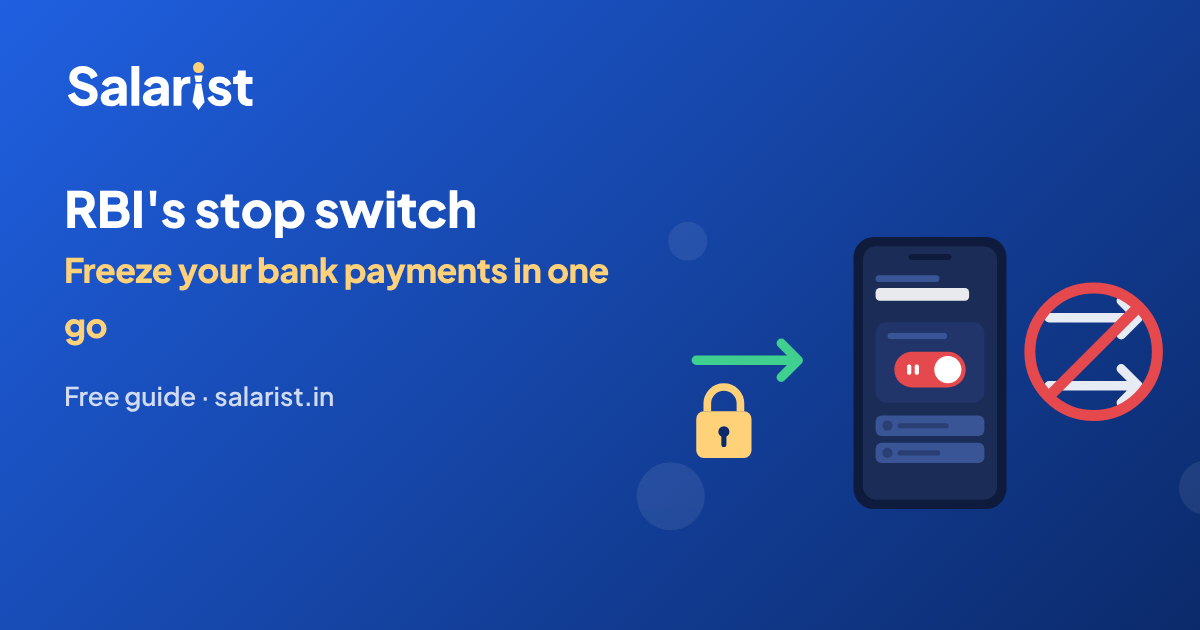 Salarist
RBI's stop switch
Freeze your bank payments in one
go
Free guide · salarist.in